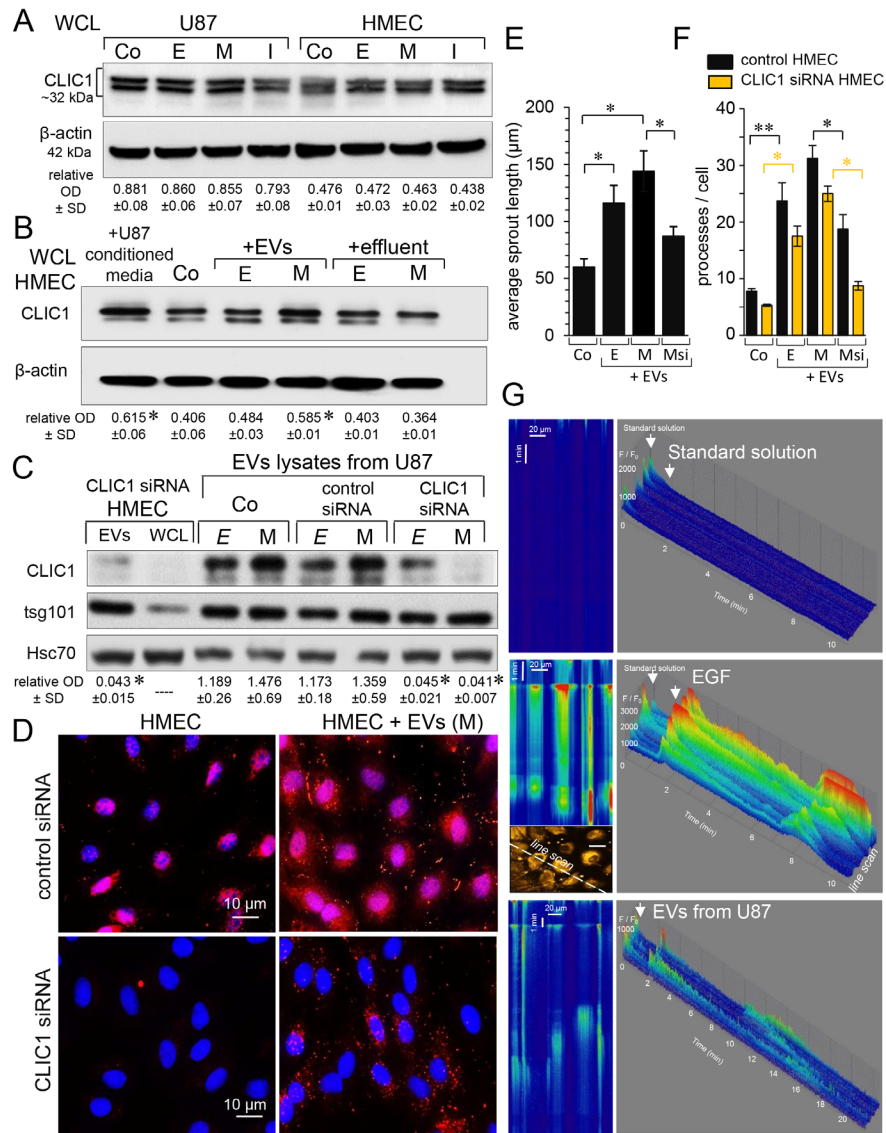 A
WCL
U87
HMEC
Co E M I Co E M I
CLIC1
~32 kDa
β-actin
42 kDa
relative
OD 0.881 0.860 0.855 0.793 0.476 0.472 0.463 0.438
± SD ±0.08 ±0.06 ±0.07 ±0.08 ±0.01 ±0.03 ±0.02 ±0.02
B
WCL
HMEC
+U87
conditioned
media
Co
+EVs
E M
+effluent
E M
CLIC1
β-actin
relative OD 0.615* 0.406 0.484 0.585* 0.403 0.364
± SD ±0.06 ±0.06 ±0.03 ±0.01 ±0.01 ±0.01
C
EVs lysates from U87
CLIC1 siRNA
HMEC
EVs WCL
Co
E M
control
siRNA
E M
CLIC1
siRNA
E M
CLIC1
tsg101
Hsc70
relative OD 0.043* 1.189 1.476 1.173 1.359 0.045* 0.041*
± SD ±0.015 ---- ±0.26 ±0.69 ±0.18 ±0.59 ±0.021 ±0.007
D
HMEC
HMEC + EVs (M)
control siRNA
10 µm
CLIC1 siRNA
10 µm
E
average sprout length (µm)
200
150
100
50
0
* * *
*
Co E M Msi
+ EVs
F
control HMEC
CLIC1 siRNA HMEC
processes / cell
40
30
20
10
0
** *
* *
Co E M Msi
+ EVs
G
20 µm
1 min
Standard solution
Standard solution
F / F₀
2000
1000
0
2
4
6
8
10
Time (min)
20 µm
1 min
line scan
Standard solution
EGF
F / F₀
3000
2000
1000
0
2
4
6
8
10
Time (min)
line scan
20 µm
1 min
EVs from U87
F / F₀
1000
0
2
4
6
8
10
12
14
16
18
20
Time (min)